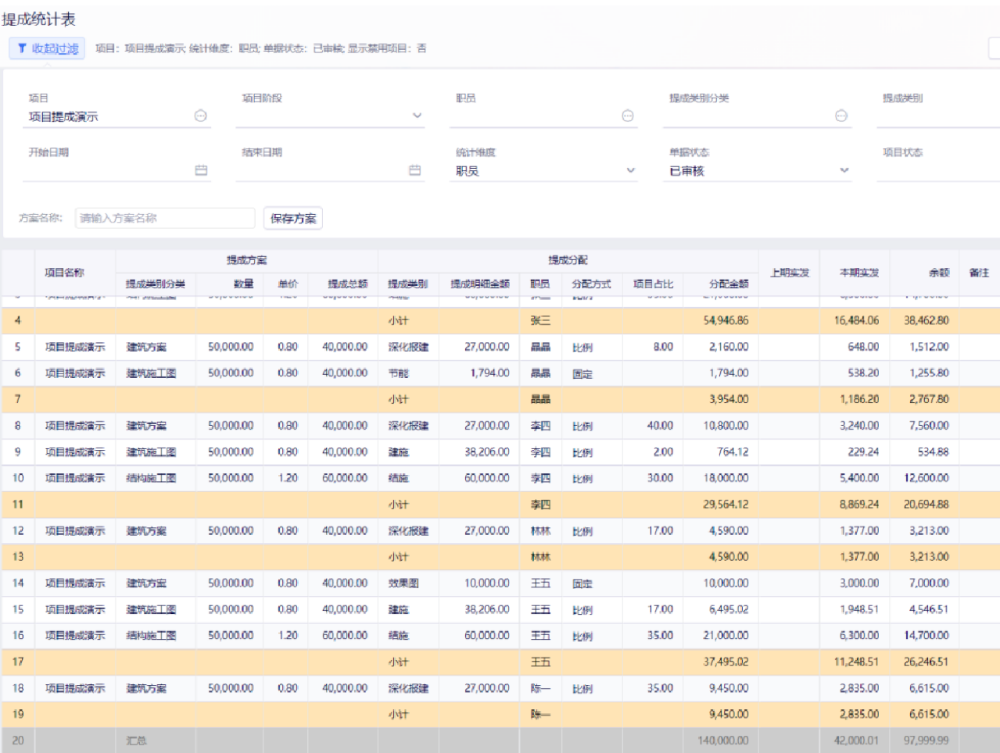 提成统计表
收起过滤 项目：项目提成演示; 统计维度：职员; 单据状态：已审核; 显示禁用项目：否
项目 项目阶段 职员 提成类别分类 提成类别
项目提成演示
开始日期 结束日期 统计维度 单据状态 项目状态
职员 已审核
方案名称: 请输入方案名称 保存方案
项目名称 提成方案 提成分配 上期实发 本期实发 余额 备注
提成类别分类 数量 单价 提成总额 提成类别 提成明细金额 职员 分配方式 项目占比 分配金额
4 小计 张三 54,946.86 16,484.06 38,462.80
5 项目提成演示 建筑方案 50,000.00 0.80 40,000.00 深化报建 27,000.00 晶晶 比例 8.00 2,160.00 648.00 1,512.00
6 项目提成演示 建筑施工图 50,000.00 0.80 40,000.00 节能 1,794.00 晶晶 固定 1,794.00 538.20 1,255.80
7 小计 晶晶 3,954.00 1,186.20 2,767.80
8 项目提成演示 建筑方案 50,000.00 0.80 40,000.00 深化报建 27,000.00 李四 比例 40.00 10,800.00 3,240.00 7,560.00
9 项目提成演示 建筑施工图 50,000.00 0.80 40,000.00 建施 38,206.00 李四 比例 2.00 764.12 229.24 534.88
10 项目提成演示 结构施工图 50,000.00 1.20 60,000.00 结施 60,000.00 李四 比例 30.00 18,000.00 5,400.00 12,600.00
11 小计 李四 29,564.12 8,869.24 20,694.88
12 项目提成演示 建筑方案 50,000.00 0.80 40,000.00 深化报建 27,000.00 林林 比例 17.00 4,590.00 1,377.00 3,213.00
13 小计 林林 4,590.00 1,377.00 3,213.00
14 项目提成演示 建筑方案 50,000.00 0.80 40,000.00 效果图 10,000.00 王五 固定 10,000.00 3,000.00 7,000.00
15 项目提成演示 建筑施工图 50,000.00 0.80 40,000.00 建施 38,206.00 王五 比例 17.00 6,495.02 1,948.51 4,546.51
16 项目提成演示 结构施工图 50,000.00 1.20 60,000.00 结施 60,000.00 王五 比例 35.00 21,000.00 6,300.00 14,700.00
17 小计 王五 37,495.02 11,248.51 26,246.51
18 项目提成演示 建筑方案 50,000.00 0.80 40,000.00 深化报建 27,000.00 陈一 比例 35.00 9,450.00 2,835.00 6,615.00
19 小计 陈一 9,450.00 2,835.00 6,615.00
20 汇总 140,000.00 42,000.01 97,999.99